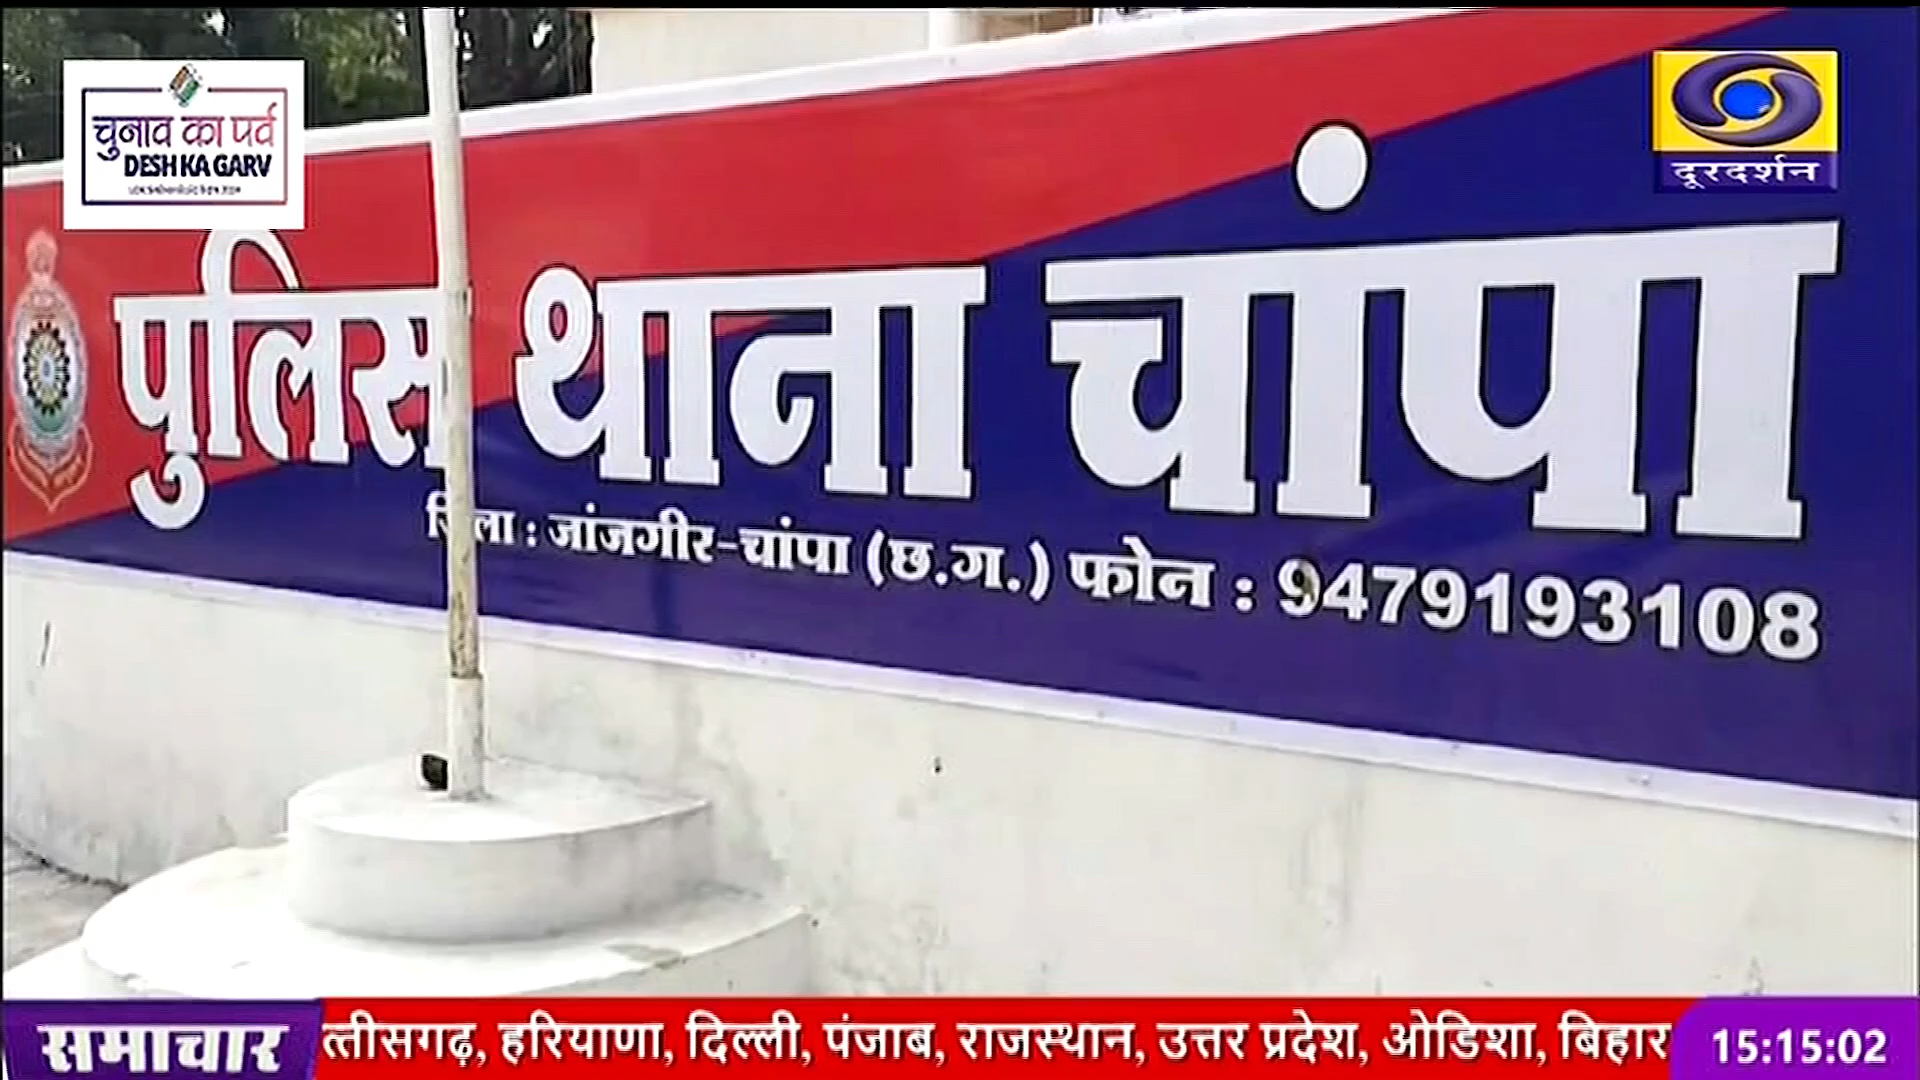 चुनाव का पर्व
DESH KA GARV
दूरदर्शन
पुलिस थाना चांपा
जिला : जांजगीर-चांपा (छ.ग.) फोन : 9479193108
समाचार
त्तीसगढ़, हरियाणा, दिल्ली, पंजाब, राजस्थान, उत्तर प्रदेश, ओडिशा, बिहार
15:15:02